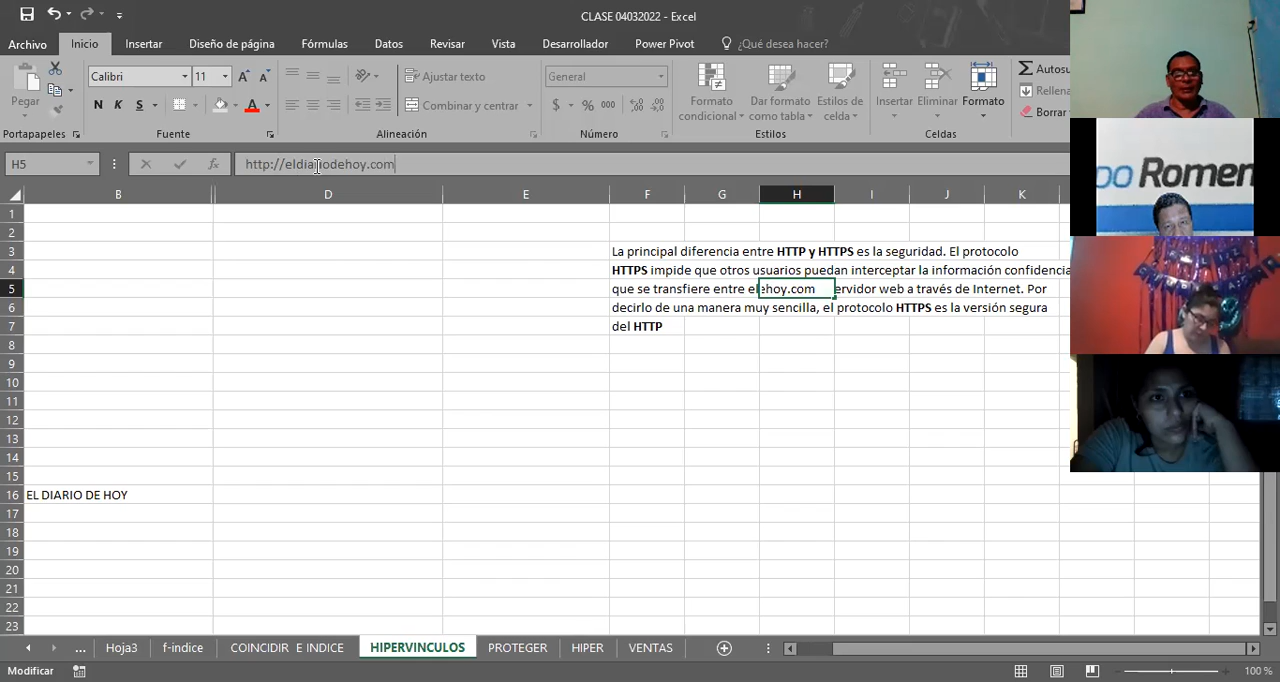 CLASE 04032022 - Excel
Archivo Inicio Insertar Diseño de página Fórmulas Datos Revisar Vista Desarrollador Power Pivot ¿Qué desea hacer?
Pegar
Calibri 11
N K S
Ajustar texto
Combinar y centrar
General
$ % 000
Formato condicional
Dar formato como tabla
Estilos de celda
Insertar Eliminar Formato
Autosu
Rellena
Borrar
Portapapeles Fuente Alineación Número Estilos Celdas
H5 fx http://eldiariodehoy.com
B D E F G H I J K
1
2
3 La principal diferencia entre HTTP y HTTPS es la seguridad. El protocolo
4 HTTPS impide que otros usuarios puedan interceptar la información confidencia
5 que se transfiere entre el ehoy.com ervidor web a través de Internet. Por
6 decirlo de una manera muy sencilla, el protocolo HTTPS es la versión segura
7 del HTTP
8
9
10
11
12
13
14
15
16 EL DIARIO DE HOY
17
18
19
20
21
22
23
... Hoja3 f-indice COINCIDIR E INDICE HIPERVINCULOS PROTEGER HIPER VENTAS
Modificar 100 %
po Romen